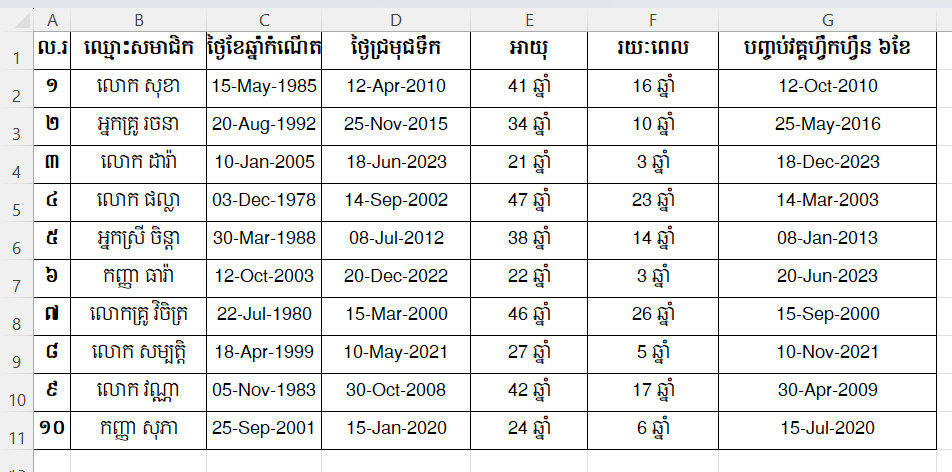 A B C D E F G
1 ល.រ ឈ្មោះសមាជិក ថ្ងៃខែឆ្នាំកំណើត ថ្ងៃជ្រមុជទឹក អាយុ រយៈពេល បញ្ចប់វគ្គហ្វឹកហ្វឺន ៦ខែ
2 ១ លោក សុខា 15-May-1985 12-Apr-2010 41 ឆ្នាំ 16 ឆ្នាំ 12-Oct-2010
3 ២ អ្នកគ្រូ រចនា 20-Aug-1992 25-Nov-2015 34 ឆ្នាំ 10 ឆ្នាំ 25-May-2016
4 ៣ លោក ដារ៉ា 10-Jan-2005 18-Jun-2023 21 ឆ្នាំ 3 ឆ្នាំ 18-Dec-2023
5 ៤ លោក ផល្លា 03-Dec-1978 14-Sep-2002 47 ឆ្នាំ 23 ឆ្នាំ 14-Mar-2003
6 ៥ អ្នកស្រី ចិន្តា 30-Mar-1988 08-Jul-2012 38 ឆ្នាំ 14 ឆ្នាំ 08-Jan-2013
7 ៦ កញ្ញា ធារ៉ា 12-Oct-2003 20-Dec-2022 22 ឆ្នាំ 3 ឆ្នាំ 20-Jun-2023
8 ៧ លោកគ្រូ វិចិត្រ 22-Jul-1980 15-Mar-2000 46 ឆ្នាំ 26 ឆ្នាំ 15-Sep-2000
9 ៨ លោក សម្បត្តិ 18-Apr-1999 10-May-2021 27 ឆ្នាំ 5 ឆ្នាំ 10-Nov-2021
10 ៩ លោក វណ្ណា 05-Nov-1983 30-Oct-2008 42 ឆ្នាំ 17 ឆ្នាំ 30-Apr-2009
11 ១០ កញ្ញា សុភា 25-Sep-2001 15-Jan-2020 24 ឆ្នាំ 6 ឆ្នាំ 15-Jul-2020